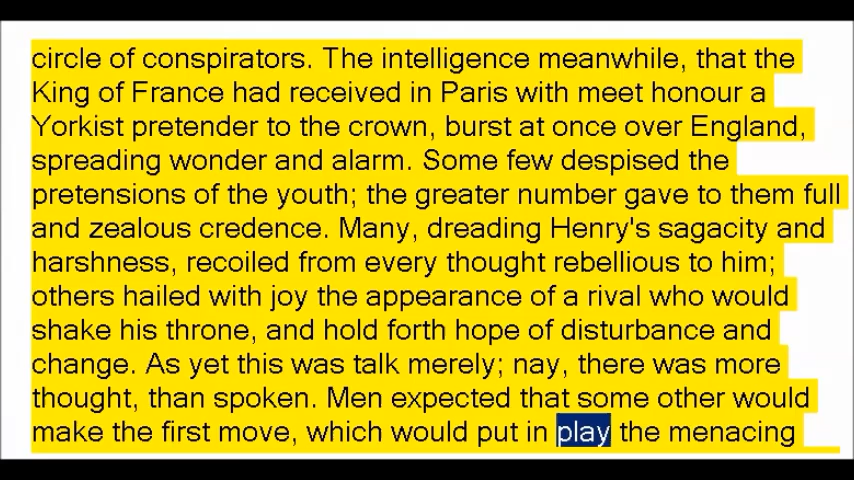 circle of conspirators. The intelligence meanwhile, that the
King of France had received in Paris with meet honour a
Yorkist pretender to the crown, burst at once over England,
spreading wonder and alarm. Some few despised the
pretensions of the youth; the greater number gave to them full
and zealous credence. Many, dreading Henry's sagacity and
harshness, recoiled from every thought rebellious to him;
others hailed with joy the appearance of a rival who would
shake his throne, and hold forth hope of disturbance and
change. As yet this was talk merely; nay, there was more
thought, than spoken. Men expected that some other would
make the first move, which would put in play the menacing